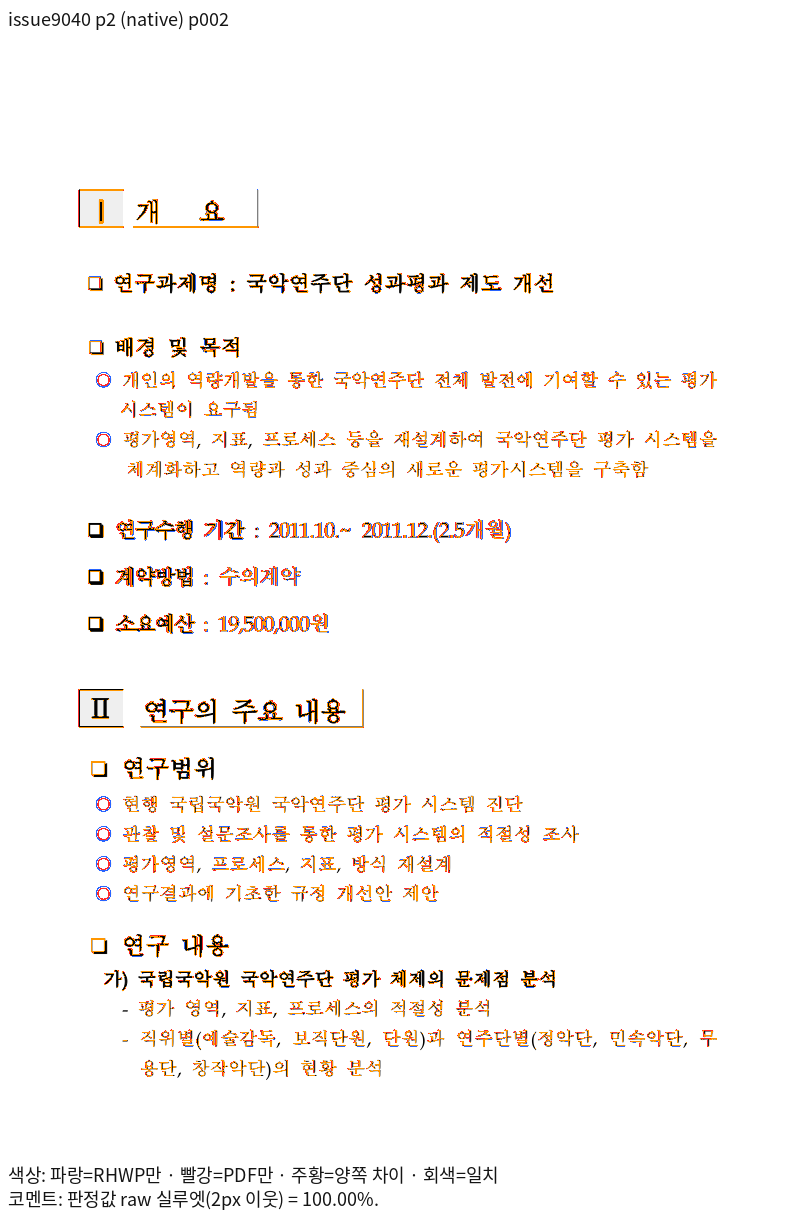 issue9040 p2 (native) p002
Ⅰ 개 요
❏ 연구과제명 : 국악연주단 성과평과 제도 개선
❏ 배경 및 목적
◎ 개인의 역량개발을 통한 국악연주단 전체 발전에 기여할 수 있는 평가
시스템이 요구됨
◎ 평가영역, 지표, 프로세스 등을 재설계하여 국악연주단 평가 시스템을
체계화하고 역량과 성과 중심의 새로운 평가시스템을 구축함
❏ 연구수행 기간 : 2011.10.~ 2011.12.(2.5개월)
❏ 계약방법 : 수의계약
❏ 소요예산 : 19,500,000원
Ⅱ 연구의 주요 내용
❏ 연구범위
◎ 현행 국립국악원 국악연주단 평가 시스템 진단
◎ 관찰 및 설문조사를 통한 평가 시스템의 적절성 조사
◎ 평가영역, 프로세스, 지표, 방식 재설계
◎ 연구결과에 기초한 규정 개선안 제안
❏ 연구 내용
가) 국립국악원 국악연주단 평가 체제의 문제점 분석
- 평가 영역, 지표, 프로세스의 적절성 분석
- 직위별(예술감독, 보직단원, 단원)과 연주단별(정악단, 민속악단, 무
용단, 창작악단)의 현황 분석
색상: 파랑=RHWP만 · 빨강=PDF만 · 주황=양쪽 차이 · 회색=일치
코멘트: 판정값 raw 실루엣(2px 이웃) = 100.00%.